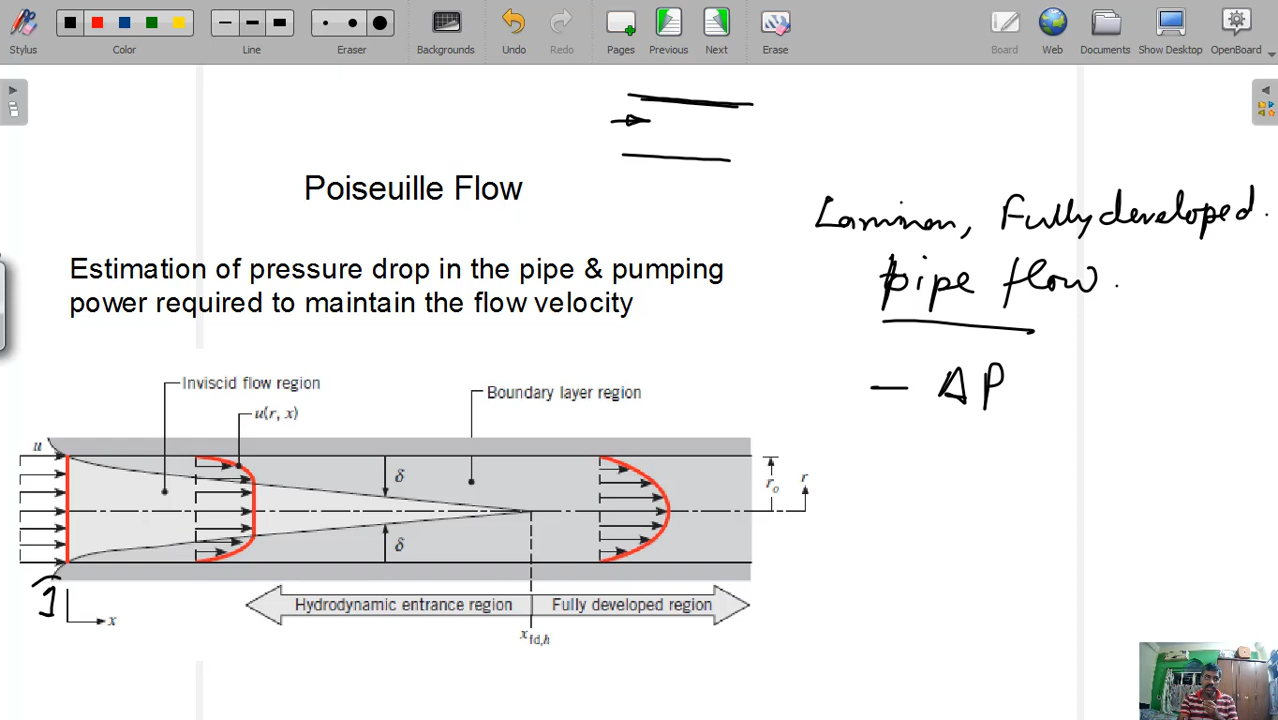 Stylus
Color
Line
Eraser
Backgrounds
Undo
Redo
Pages
Previous
Next
Erase
Board
Web
Documents
Show Desktop
OpenBoard
Poiseuille Flow
Laminar, Fully developed.
pipe flow.
Estimation of pressure drop in the pipe & pumping
power required to maintain the flow velocity
– ΔP
Inviscid flow region
Boundary layer region
u(r, x)
u
δ
r₀
r
δ
1
x
Hydrodynamic entrance region
Fully developed region
x fd,h